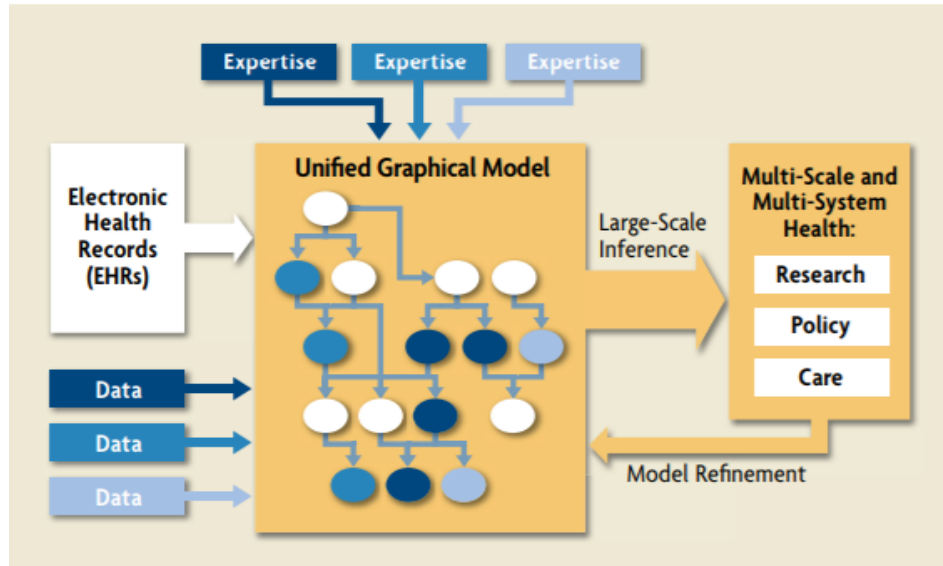 Expertise
Expertise
Expertise
Electronic
Health
Records
(EHRs)
Data
Data
Data
Unified Graphical Model
Large-Scale
Inference
Multi-Scale and
Multi-System
Health:
Research
Policy
Care
Model Refinement